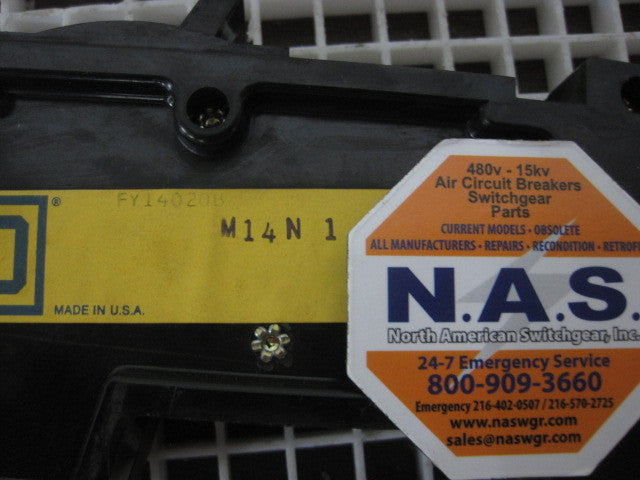 FY14020B
M14N 1
D ®
MADE IN U.S.A.
480v - 15kv
Air Circuit Breakers
Switchgear
Parts
CURRENT MODELS • OBSOLETE
ALL MANUFACTURERS • REPAIRS • RECONDITION • RETROFI
N.A.S.
North American Switchgear, Inc.
24-7 Emergency Service
800-909-3660
Emergency 216-402-0507 / 216-570-2725
www.naswgr.com
sales@naswgr.com